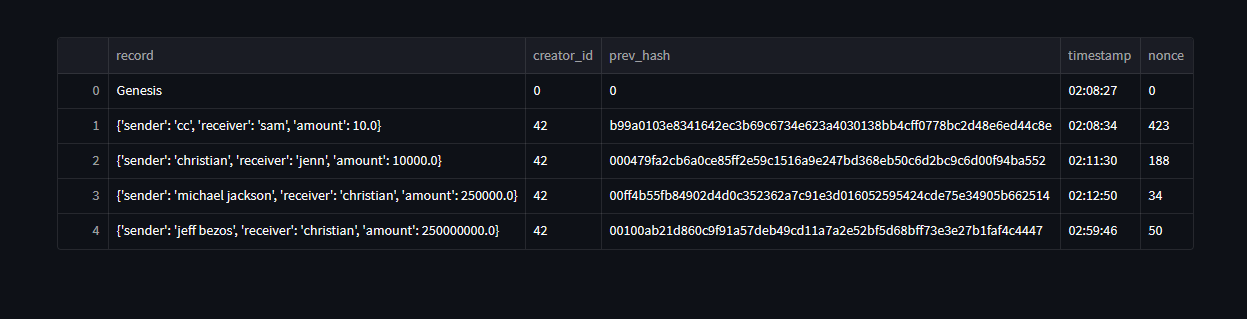 record creator_id prev_hash timestamp nonce
0 Genesis 0 0 02:08:27 0
1 {'sender': 'cc', 'receiver': 'sam', 'amount': 10.0} 42 b99a0103e8341642ec3b69c6734e623a4030138bb4cff0778bc2d48e6ed44c8e 02:08:34 423
2 {'sender': 'christian', 'receiver': 'jenn', 'amount': 10000.0} 42 000479fa2cb6a0ce85ff2e59c1516a9e247bd368eb50c6d2bc9c6d00f94ba552 02:11:30 188
3 {'sender': 'michael jackson', 'receiver': 'christian', 'amount': 250000.0} 42 00ff4b55fb84902d4d0c352362a7c91e3d016052595424cde75e34905b662514 02:12:50 34
4 {'sender': 'jeff bezos', 'receiver': 'christian', 'amount': 250000000.0} 42 00100ab21d860c9f91a57deb49cd11a7a2e52bf5d68bff73e3e27b1faf4c4447 02:59:46 50